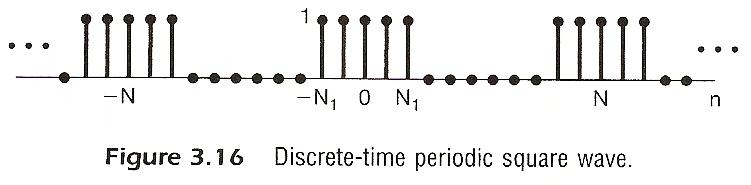 1
... ...
−N −N₁ 0 N₁ N n
Figure 3.16 Discrete-time periodic square wave.